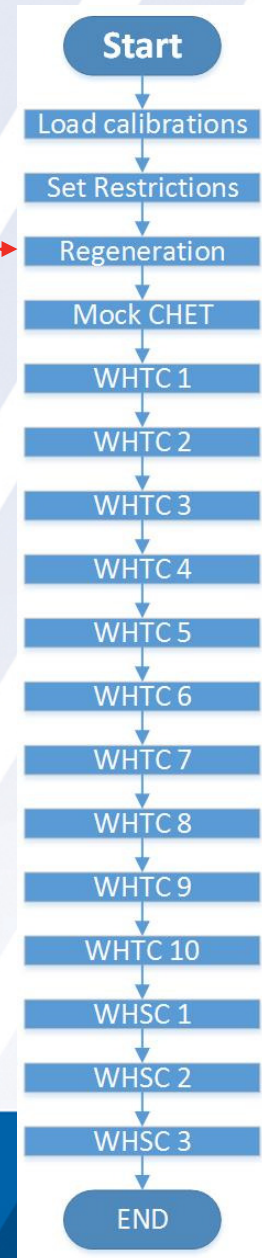 Start
Load calibrations
Set Restrictions
Regeneration
Mock CHET
WHTC 1
WHTC 2
WHTC 3
WHTC 4
WHTC 5
WHTC 6
WHTC 7
WHTC 8
WHTC 9
WHTC 10
WHSC 1
WHSC 2
WHSC 3
END